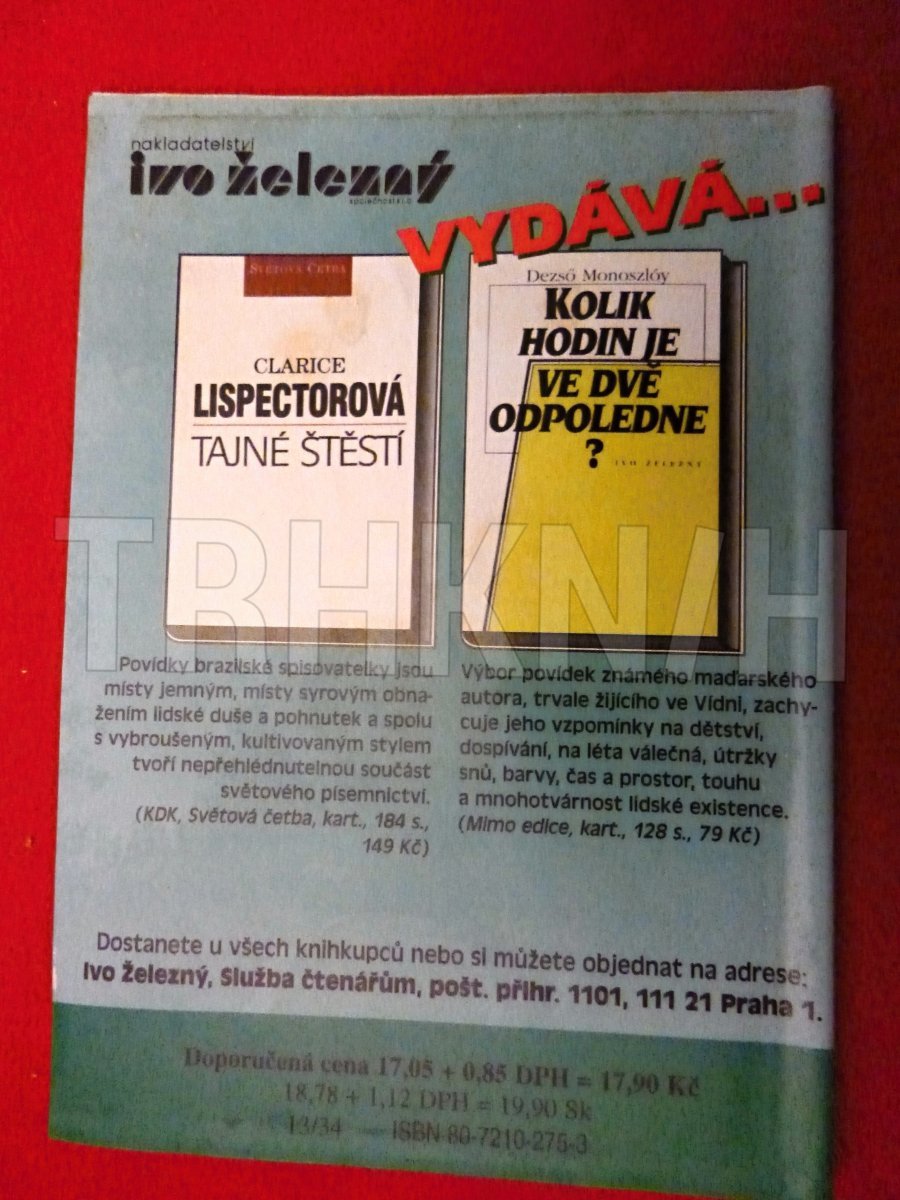 nakladatelství
ivo železný
společnost s.r.o.
VYDÁVÁ...
SVĚTOVÁ ČETBA
CLARICE
LISPECTOROVÁ
TAJNÉ ŠTĚSTÍ
Dezső Monoszlóy
KOLIK
HODIN JE
VE DVĚ
ODPOLEDNE
?
IVO ŽELEZNÝ
TRHKNIH
Povídky brazilské spisovatelky jsou
místy jemným, místy syrovým obna-
žením lidské duše a pohnutek a spolu
s vybroušeným, kultivovaným stylem
tvoří nepřehlédnutelnou součást
světového písemnictví.
(KDK, Světová četba, kart., 184 s.,
149 Kč)
Výbor povídek známého maďarského
autora, trvale žijícího ve Vídni, zachy-
cuje jeho vzpomínky na dětství,
dospívání, na léta válečná, útržky
snů, barvy, čas a prostor, touhu
a mnohotvárnost lidské existence.
(Mimo edice, kart., 128 s., 79 Kč)
Dostanete u všech knihkupců nebo si můžete objednat na adrese:
Ivo Železný, Služba čtenářům, pošt. přihr. 1101, 111 21 Praha 1.
Doporučená cena 17,05 + 0,85 DPH = 17,90 Kč
18,78 + 1,12 DPH = 19,90 Sk
13/34 ISBN 80-7210-275-3